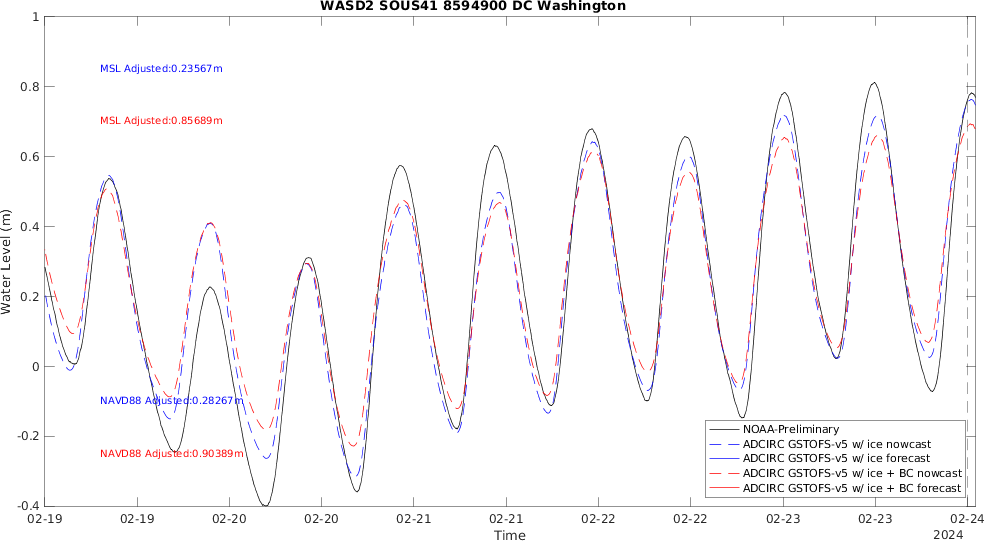 WASD2 SOUS41 8594900 DC Washington
1
0.8
0.6
0.4
0.2
0
-0.2
-0.4
Water Level (m)
MSL Adjusted:0.23567m
MSL Adjusted:0.85689m
NAVD88 Adjusted:0.28267m
NAVD88 Adjusted:0.90389m
NOAA-Preliminary
ADCIRC GSTOFS-v5 w/ ice nowcast
ADCIRC GSTOFS-v5 w/ ice forecast
ADCIRC GSTOFS-v5 w/ ice + BC nowcast
ADCIRC GSTOFS-v5 w/ ice + BC forecast
02-19 02-19 02-20 02-20 02-21 02-21 02-22 02-22 02-23 02-23 02-24
Time
2024